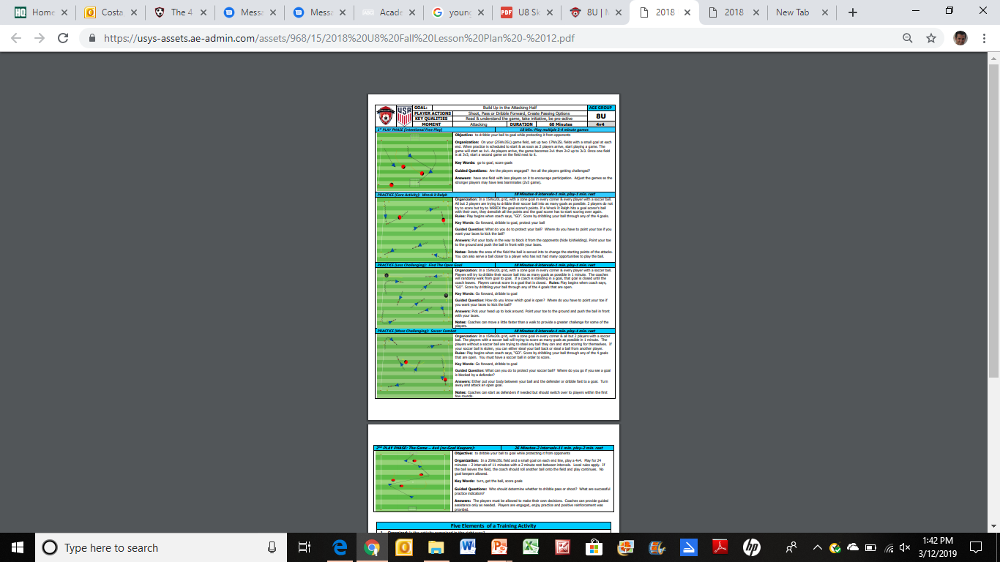 Home
Costa
The 4
Messa
Messa
Acade
young
PDF U8 Sk
8U | M
2018
2018
New Tab
https://usys-assets.ae-admin.com/assets/968/15/2018%20U8%20Fall%20Lesson%20Plan%20-%2012.pdf
GOAL: Build Up in the Attacking Half AGE GROUP
PLAYER ACTIONS Shoot, Pass or Dribble Forward, Create Passing Options 8U
KEY QUALITIES Read & understand the game, take initiative, be pro-active
MOMENT Attacking DURATION 60 Minutes 4v4
1st PLAY PHASE (Intentional Free Play) 18 Min.-Play multiple 3-4 minute games
Objective: to dribble your ball to goal while protecting it from opponents
Organization: On your (25Wx35L) game field, set up two 17Wx25L fields with a small goal at each
end. When practice is scheduled to start & as soon as 2 players arrive, start playing a game. The
game will start as 1v1. As players arrive, the game becomes 2v1 then 2v2 up to 3v3. Once one field
is at 3v3, start a second game on the field next to it.
Key Words: go to goal, score goals
Guided Questions: Are the players engaged? Are all the players getting challenged?
Answers: have one field with less players on it to encourage participation. Adjust the games so the
stronger players may have less teammates (2v3 game).
PRACTICE (Core Activity): Wreck it Ralph 18 Minutes-9 intervals-1 min. play-1 min. rest
Organization: In a 15Wx20L grid, with a cone goal in every corner & every player with a soccer ball.
All but 2 players are trying to dribble their soccer ball into as many goals as possible. 2 players do not
try to score but try to WRECK the goal scorer's points. If a Wreck It Ralph hits a goal scorer's ball
with their own, they demolish all the points and the goal scorer has to start scoring over again.
Rules: Play begins when coach says, "GO". Score by dribbling your ball through any of the 4 goals.
Key Words: Go forward, dribble to goal, protect your ball
Guided Question: What do you do to protect your ball? Where do you have to point your toe if you
want your laces to kick the ball?
Answers: Put your body in the way to block it from the opponents (hide it/shielding). Point your toe
to the ground and push the ball in front with your laces.
Notes: Rotate the area of the field the ball is served into to change the starting points of the attacks.
You can also serve a ball closer to a player who has not had many opportunities to play the ball.
PRACTICE (Less Challenging): Find The Open Goal 18 Minutes-9 intervals-1 min. play-1 min. rest
Organization: In a 15Wx20L grid, with a cone goal in every corner & every player with a soccer ball.
Players will try to dribble their soccer ball into as many goals as possible in 1 minute. The coaches
will randomly walk from goal to goal. If a coach is standing in a goal, that goal is closed until the
coach leaves. Players cannot score in a goal that is closed. Rules: Play begins when coach says,
"GO". Score by dribbling your ball through any of the 4 goals that are open.
Key Words: Go forward, dribble to goal
Guided Question: How do you know which goal is open? Where do you have to point your toe if
you want your laces to kick the ball?
Answers: Pick your head up to look around. Point your toe to the ground and push the ball in front
with your laces.
Notes: Coaches can move a little faster than a walk to provide a greater challenge for some of the
players.
PRACTICE (More Challenging): Soccer Combat 18 Minutes-9 intervals-1 min. play-1 min. rest
Organization: In a 15Wx20L grid, with a cone goal in every corner & all but 2 players with a soccer
ball. The players with a soccer ball will trying to score as many goals as possible in 1 minute. The
players without a soccer ball are trying to steal any ball they can and start scoring for themselves. If
your soccer ball is stolen, you can either steal your ball back or steal a ball from another player.
Rules: Play begins when coach says, "GO". Score by dribbling your ball through any of the 4 goals
that are open. You must have a soccer ball in order to score.
Key Words: Go forward, dribble to goal
Guided Question: What can you do to protect your soccer ball? Where do you go if you see a goal
is blocked by a defender?
Answers: Either put your body between your ball and the defender or dribble fast to a goal. Turn
away and attack an open goal.
Notes: Coaches can start as defenders if needed but should switch over to players within the first
few rounds.
2nd PLAY PHASE: The Game – 4v4 (no Goal Keepers): 26 Minutes-2 intervals-11 min. play-2 min. rest
Objective: to dribble your ball to goal while protecting it from opponents
Organization: In a 25Wx35L field and a small goal on each end line, play a 4v4. Play for 24
minutes – 2 intervals of 11 minutes with a 2 minute rest between intervals. Local rules apply. If
the ball leaves the field, the coach should roll another ball onto the field and play continues. No
goal keepers allowed.
Key Words: turn, get the ball, score goals
Guided Questions: Who should determine whether to dribble pass or shoot? What are successful
practice indicators?
Answers: The players must be allowed to make their own decisions. Coaches can provide guided
assistance only as needed. Players are engaged, enjoy practice and positive reinforcement was
provided.
Five Elements of a Training Activity
Type here to search
1:42 PM
3/12/2019